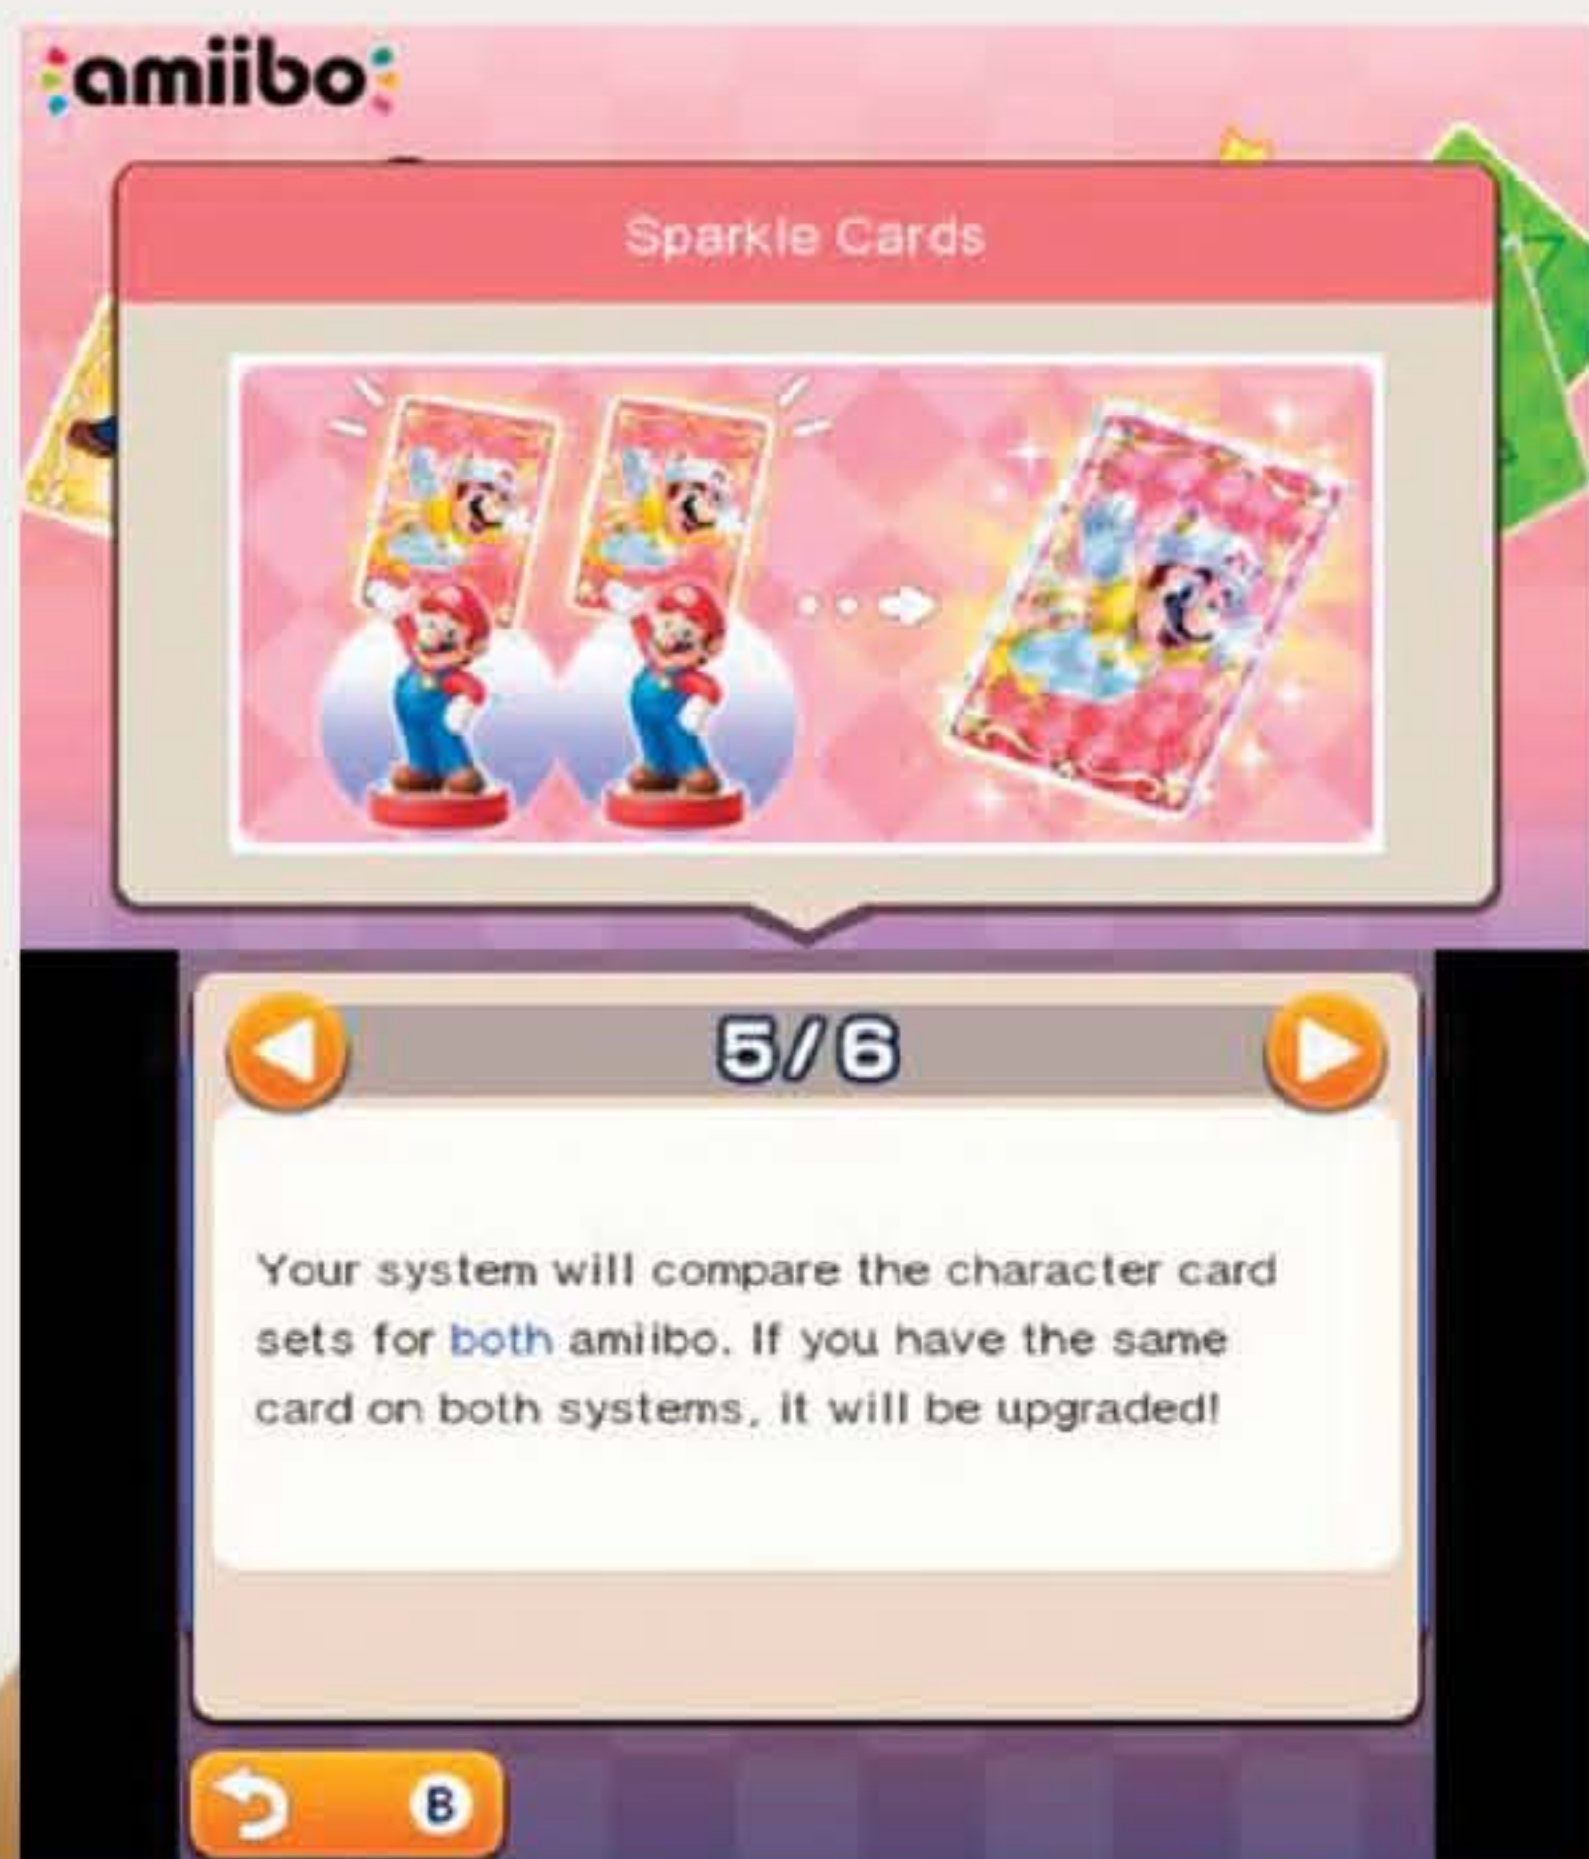 amiibo
Sparkle Cards
5/6
Your system will compare the character card
sets for both amiibo. If you have the same
card on both systems, it will be upgraded!
B